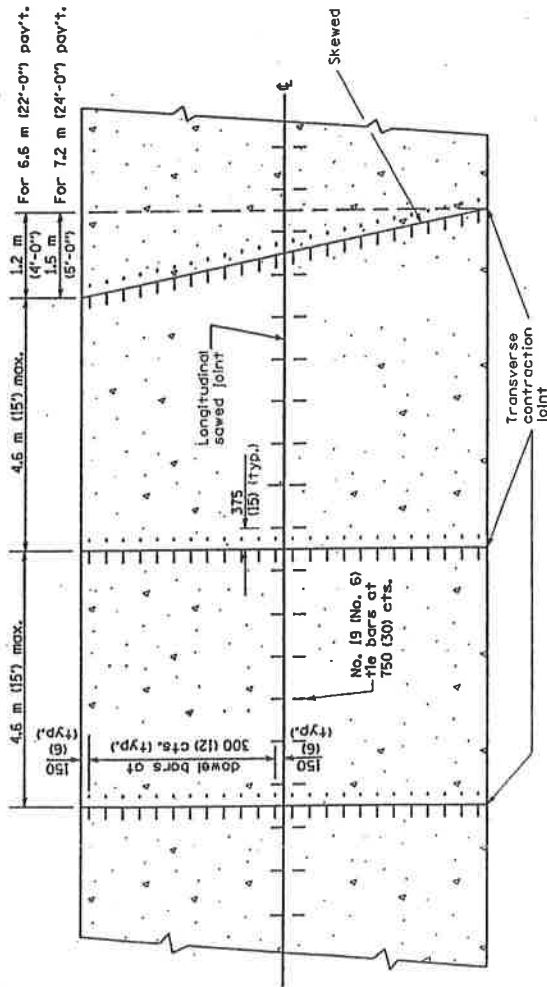 For 6.6 m (22'-0") pav't.
For 7.2 m (24'-0") pav't.
1.2 m
(4'-0")
1.5 m
(5'-0")
4.6 m (15') max.
4.6 m (15') max.
150
(6)
(typ.)
dowel bars at
300 (12) cts. (typ.)
150
(6)
(typ.)
375
(15) (typ.)
Longitudinal
sawed joint
℄
Skewed
No. 19 (No. 6)
tie bars at
750 (30) cts.
Transverse
contraction
joint